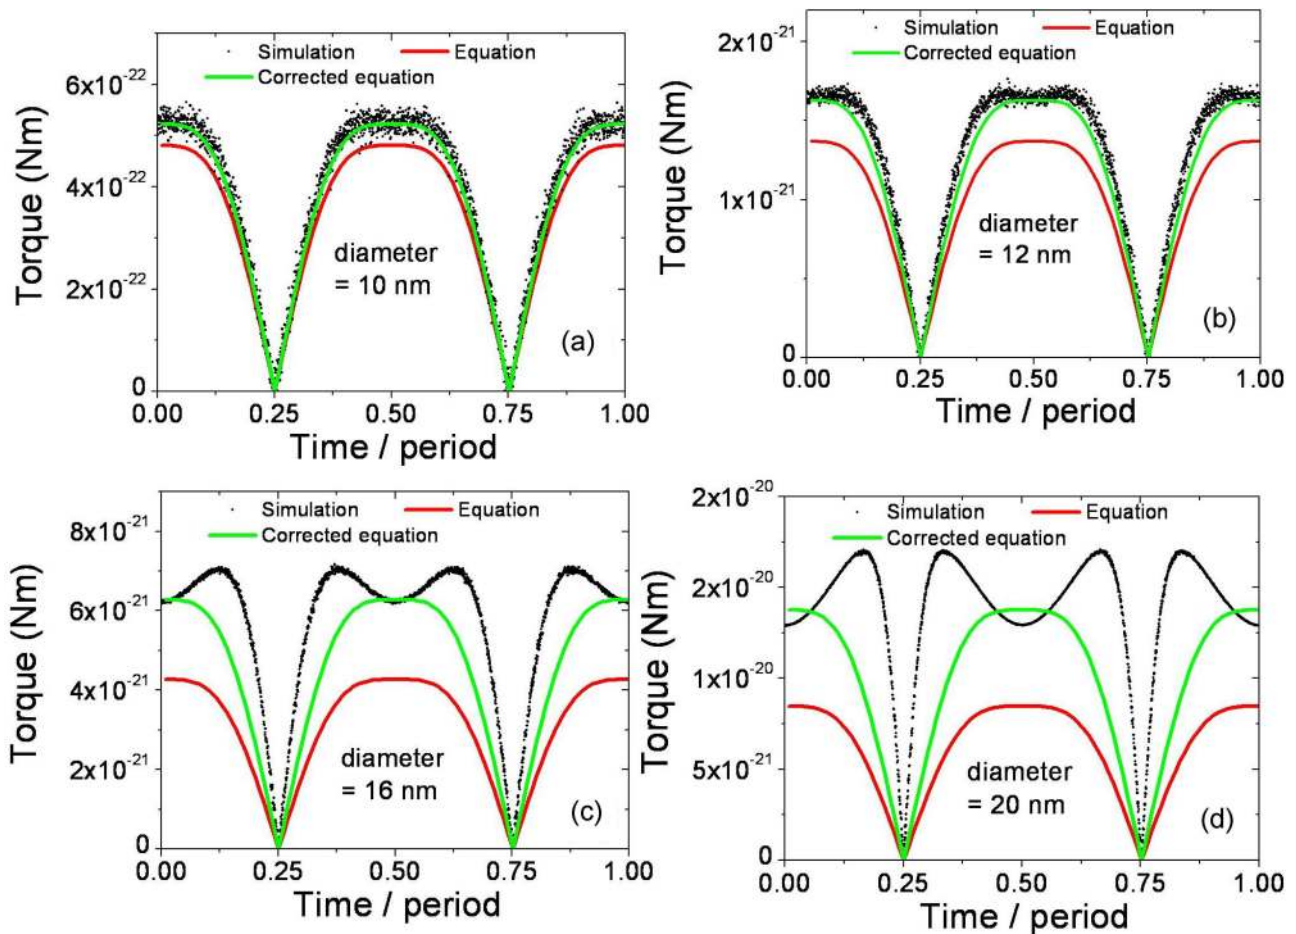 Simulation Equation
Corrected equation
6x10-22
4x10-22
2x10-22
0
Torque (Nm)
diameter
= 10 nm
(a)
0.00 0.25 0.50 0.75 1.00
Time / period
Simulation Equation
Corrected equation
2x10-21
1x10-21
0
Torque (Nm)
diameter
= 12 nm
(b)
0.00 0.25 0.50 0.75 1.00
Time / period
Simulation Equation
Corrected equation
8x10-21
6x10-21
4x10-21
2x10-21
0
Torque (Nm)
diameter
= 16 nm
(c)
0.00 0.25 0.50 0.75 1.00
Time / period
Simulation Equation
Corrected equation
2x10-20
2x10-20
1x10-20
5x10-21
0
Torque (Nm)
diameter
= 20 nm
(d)
0.00 0.25 0.50 0.75 1.00
Time / period